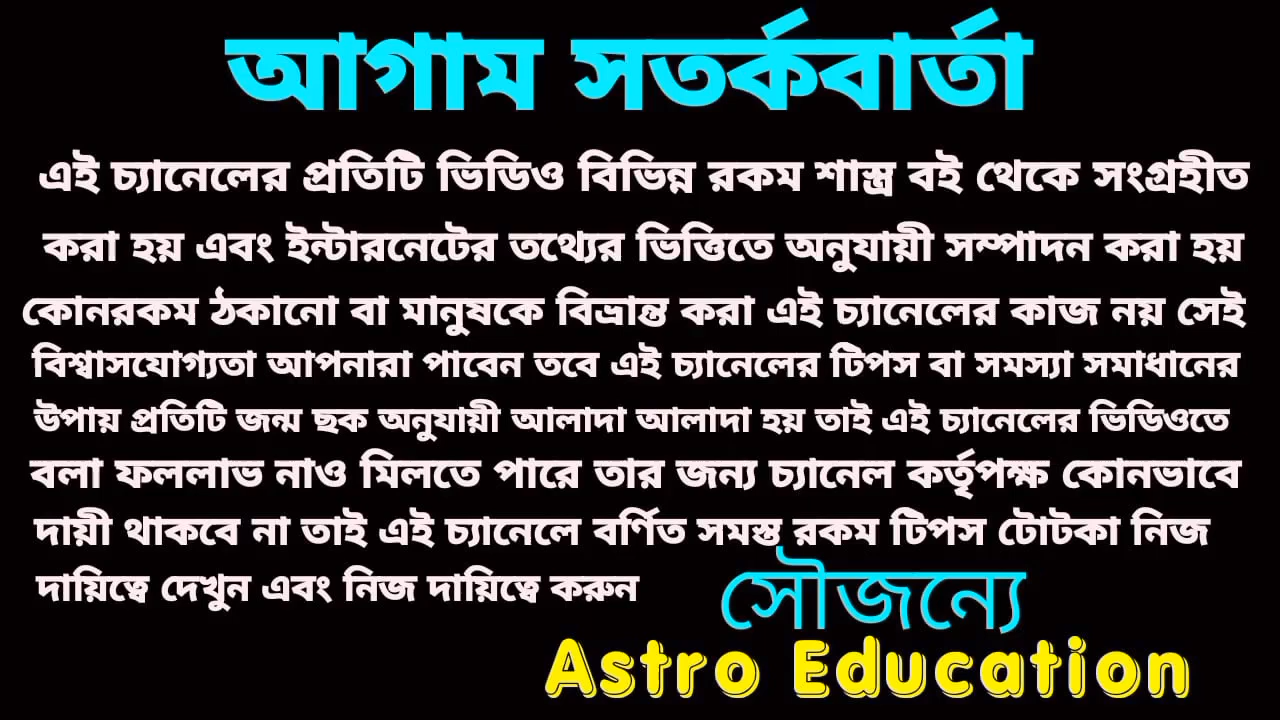 আগাম সতর্কবার্তা
এই চ্যানেলের প্রতিটি ভিডিও বিভিন্ন রকম শাস্ত্র বই থেকে সংগ্রহীত
করা হয় এবং ইন্টারনেটের তথ্যের ভিত্তিতে অনুযায়ী সম্পাদন করা হয়
কোনরকম ঠকানো বা মানুষকে বিভ্রান্ত করা এই চ্যানেলের কাজ নয় সেই
বিশ্বাসযোগ্যতা আপনারা পাবেন তবে এই চ্যানেলের টিপস বা সমস্যা সমাধানের
উপায় প্রতিটি জন্ম ছক অনুযায়ী আলাদা আলাদা হয় তাই এই চ্যানেলের ভিডিওতে
বলা ফললাভ নাও মিলতে পারে তার জন্য চ্যানেল কর্তৃপক্ষ কোনভাবে
দায়ী থাকবে না তাই এই চ্যানেলে বর্ণিত সমস্ত রকম টিপস টোটকা নিজ
দায়িত্বে দেখুন এবং নিজ দায়িত্বে করুন
সৌজন্যে
Astro Education